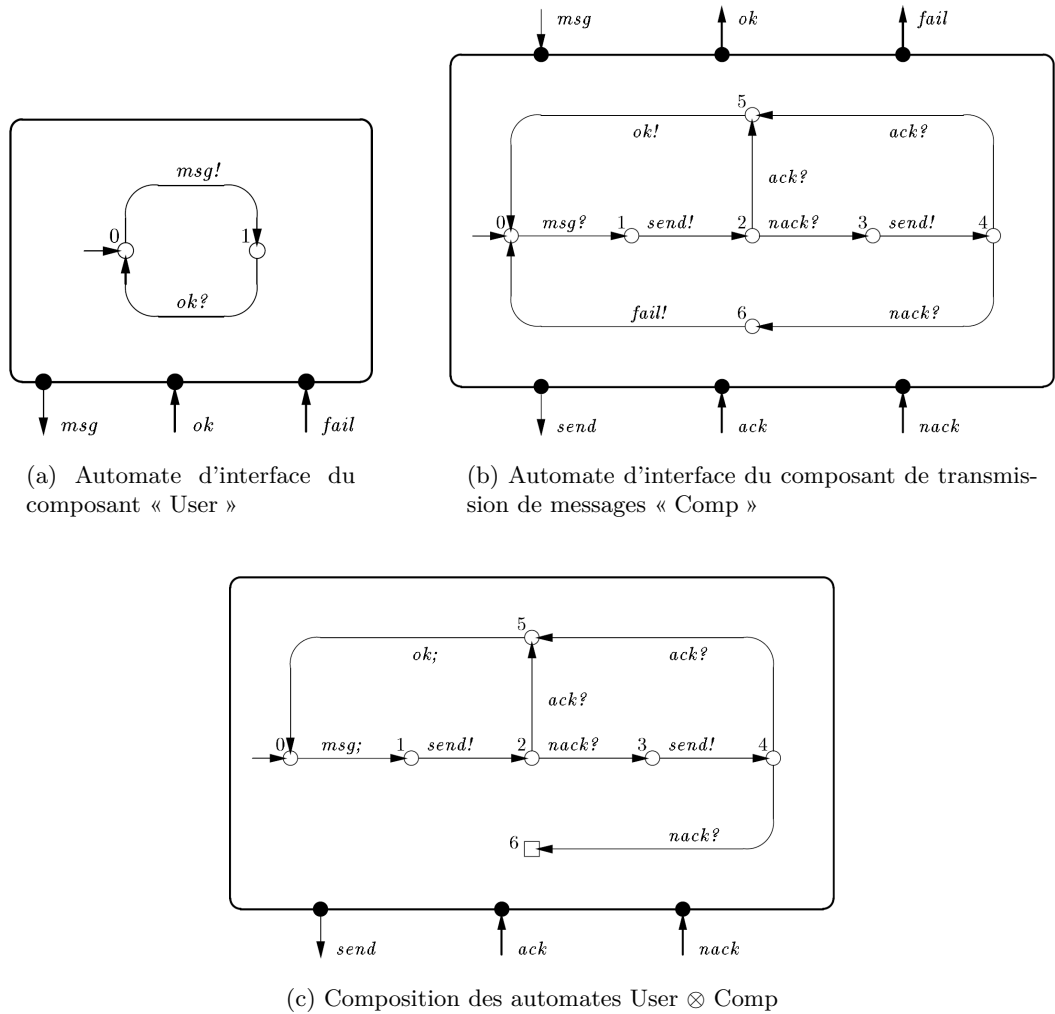 msg ok fail
5
ok! ack?
msg!
ack?
0 1
0 msg? 1 send! 2 nack? 3 send! 4
ok?
6
fail! nack?
msg ok fail
send ack nack
(a) Automate d'interface du
composant « User »
(b) Automate d'interface du composant de transmis-
sion de messages « Comp »
5
ok; ack?
ack?
0 msg; 1 send! 2 nack? 3 send! 4
6 nack?
send ack nack
(c) Composition des automates User ⊗ Comp